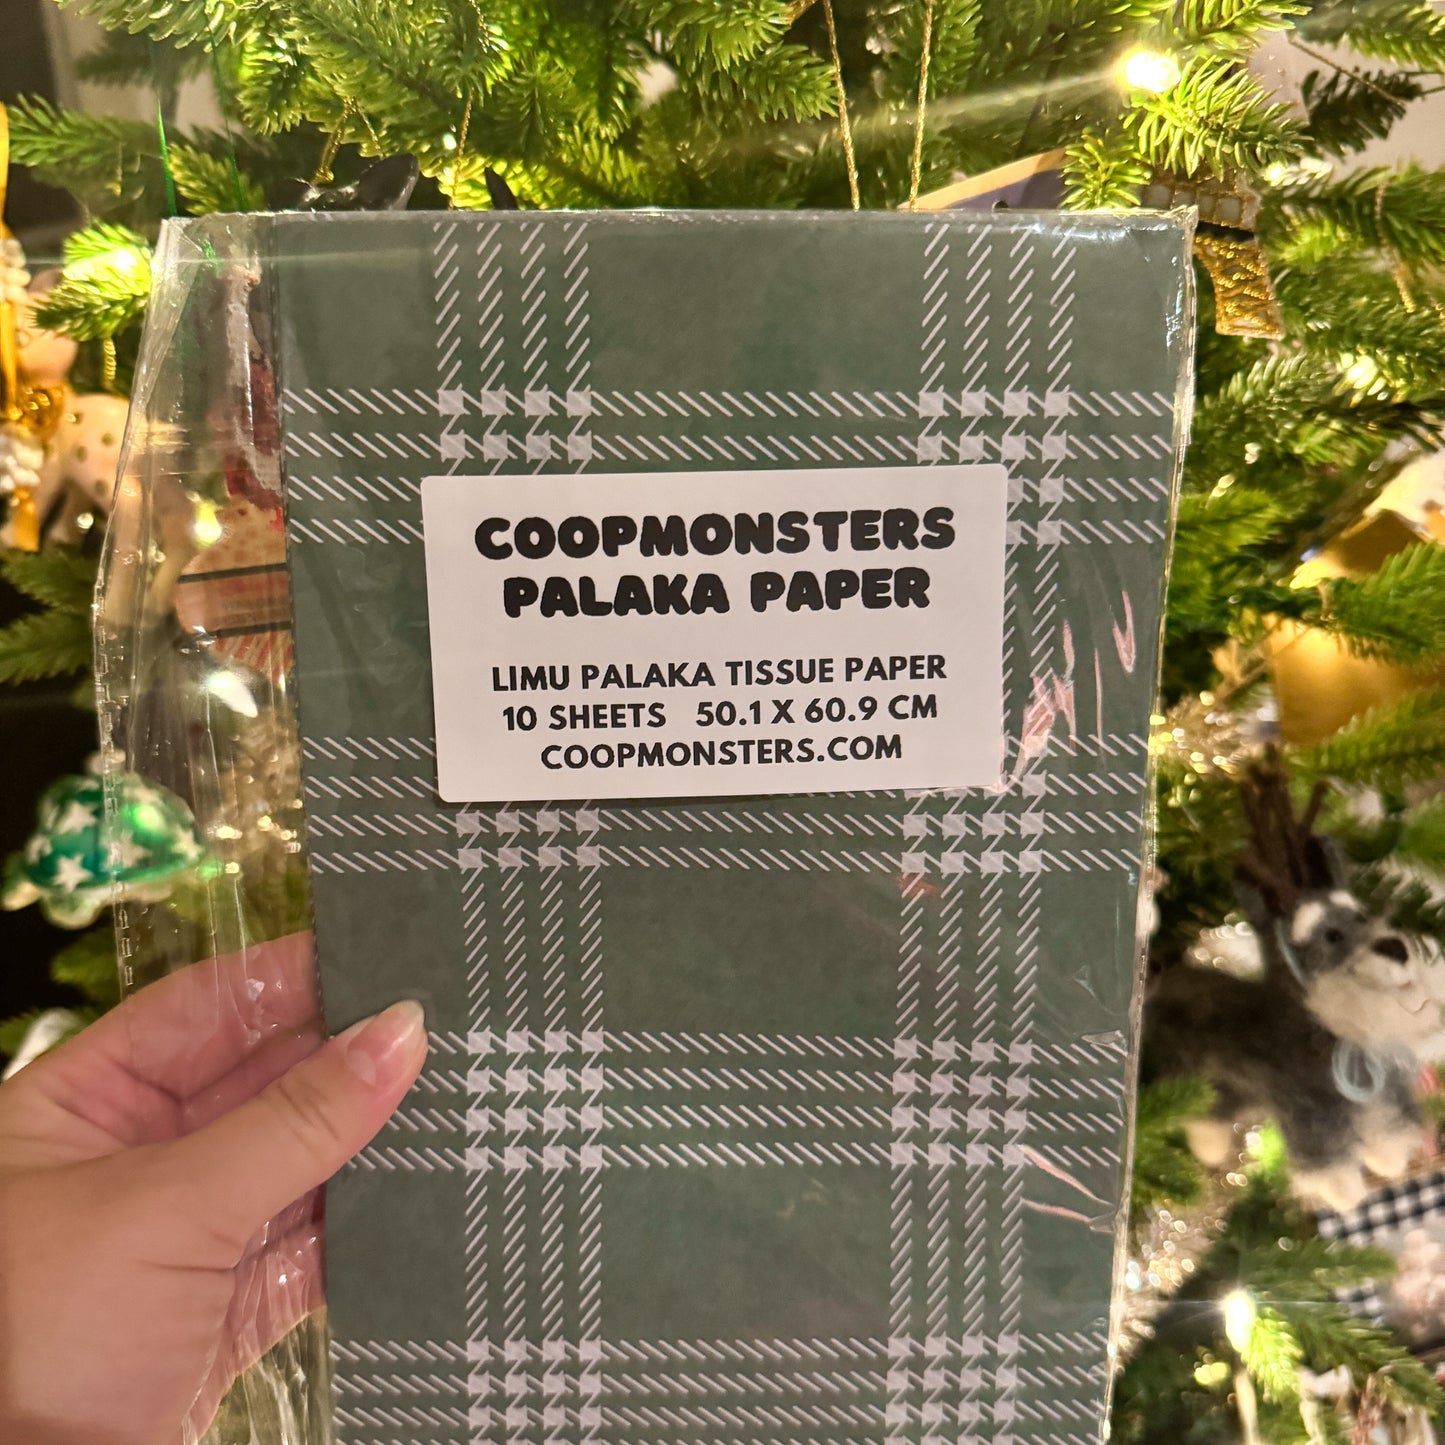 COOPMONSTERS
PALAKA PAPER
LIMU PALAKA TISSUE PAPER
10 SHEETS 50.1 X 60.9 CM
COOPMONSTERS.COM